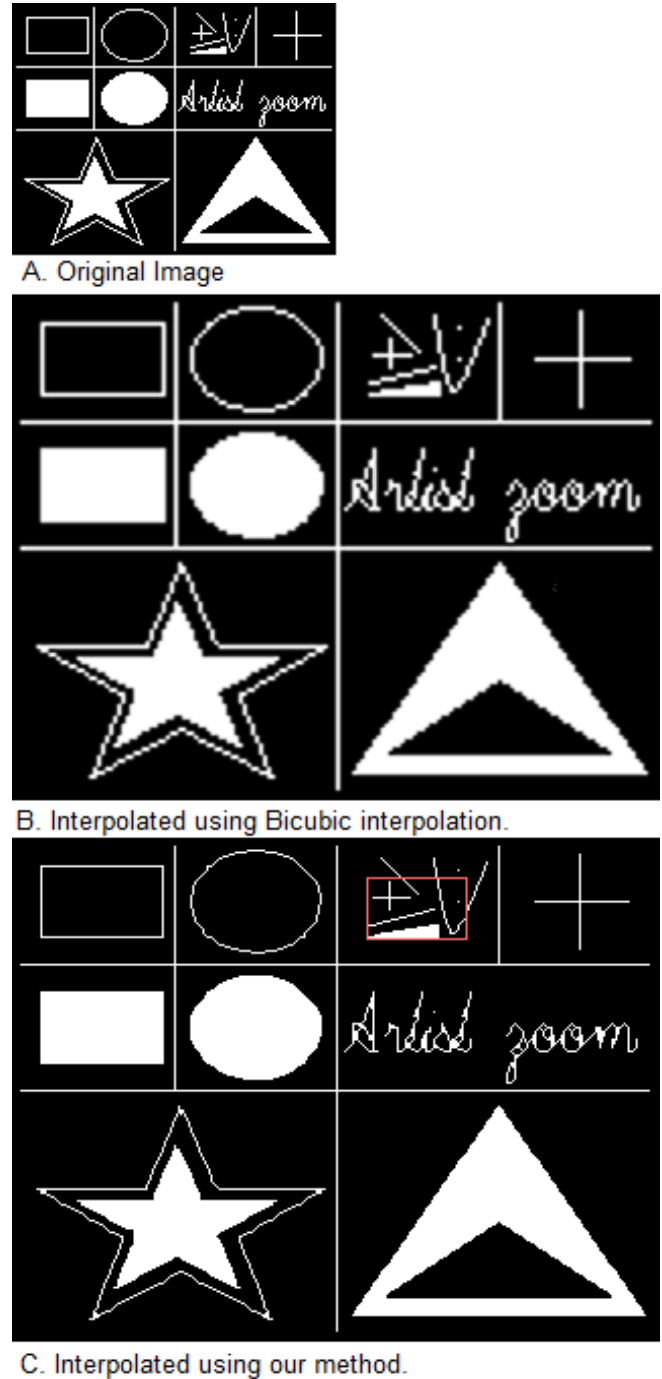 Artist zoom
A. Original Image
Artist zoom
B. Interpolated using Bicubic interpolation.
Artist zoom
C. Interpolated using our method.